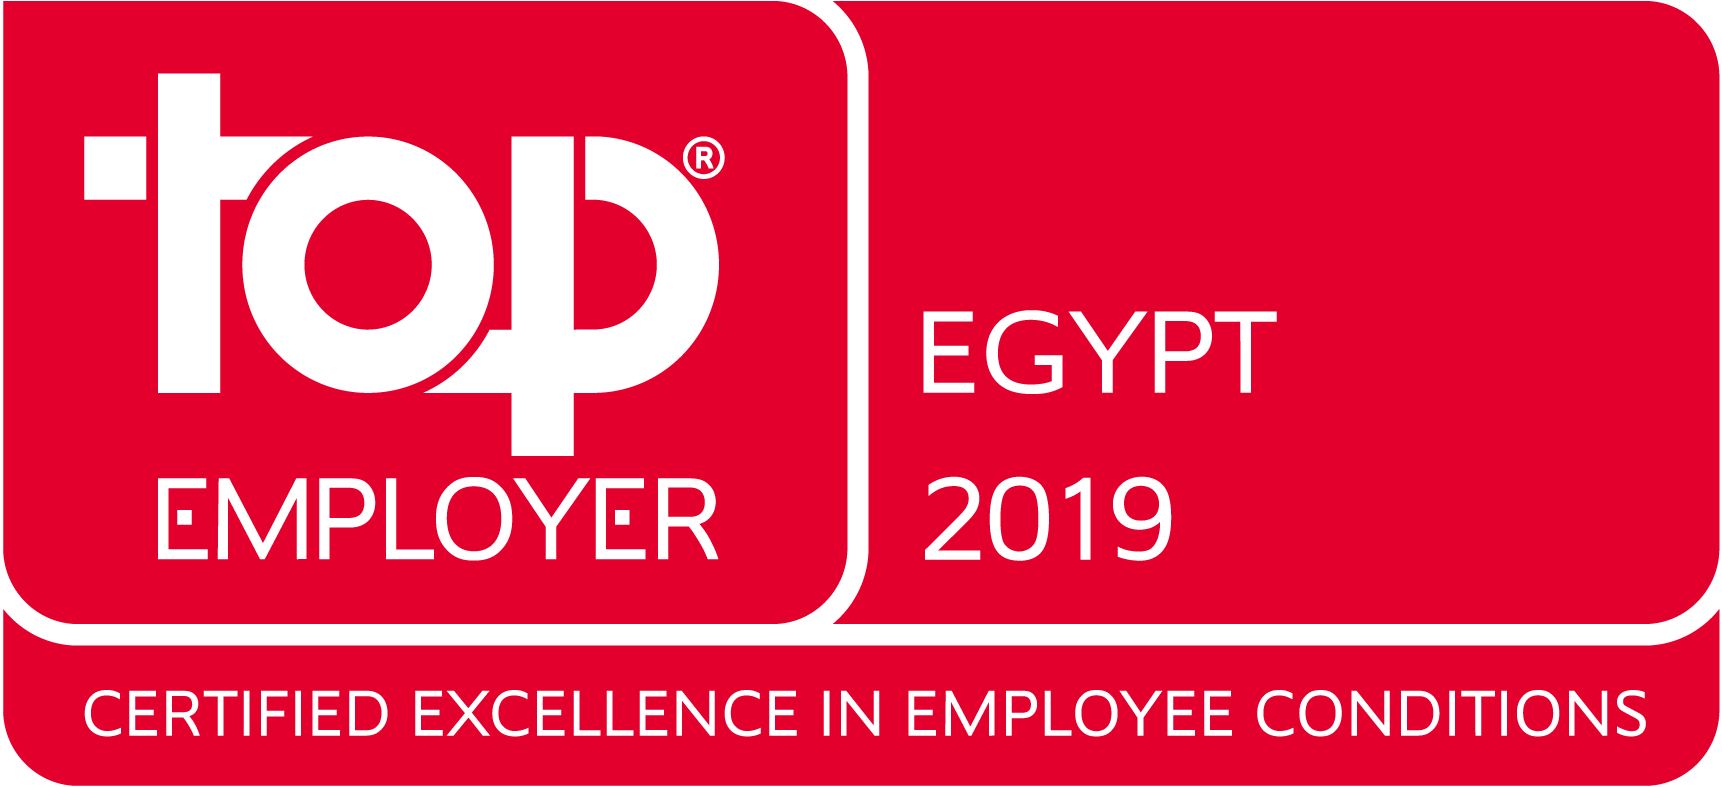 top®
EMPLOYER
EGYPT
2019
CERTIFIED EXCELLENCE IN EMPLOYEE CONDITIONS